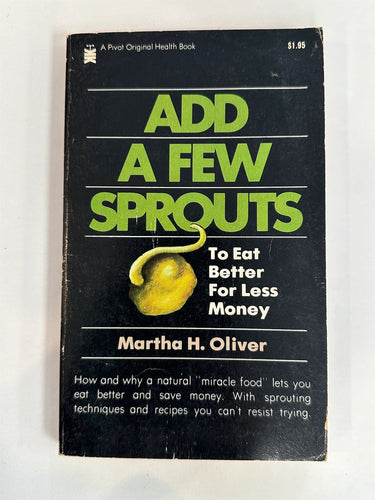 A Pivot Original Health Book
$1.95
ADD
A FEW
SPROUTS
To Eat
Better
For Less
Money
Martha H. Oliver
How and why a natural "miracle food" lets you
eat better and save money. With sprouting
techniques and recipes you can't resist trying.